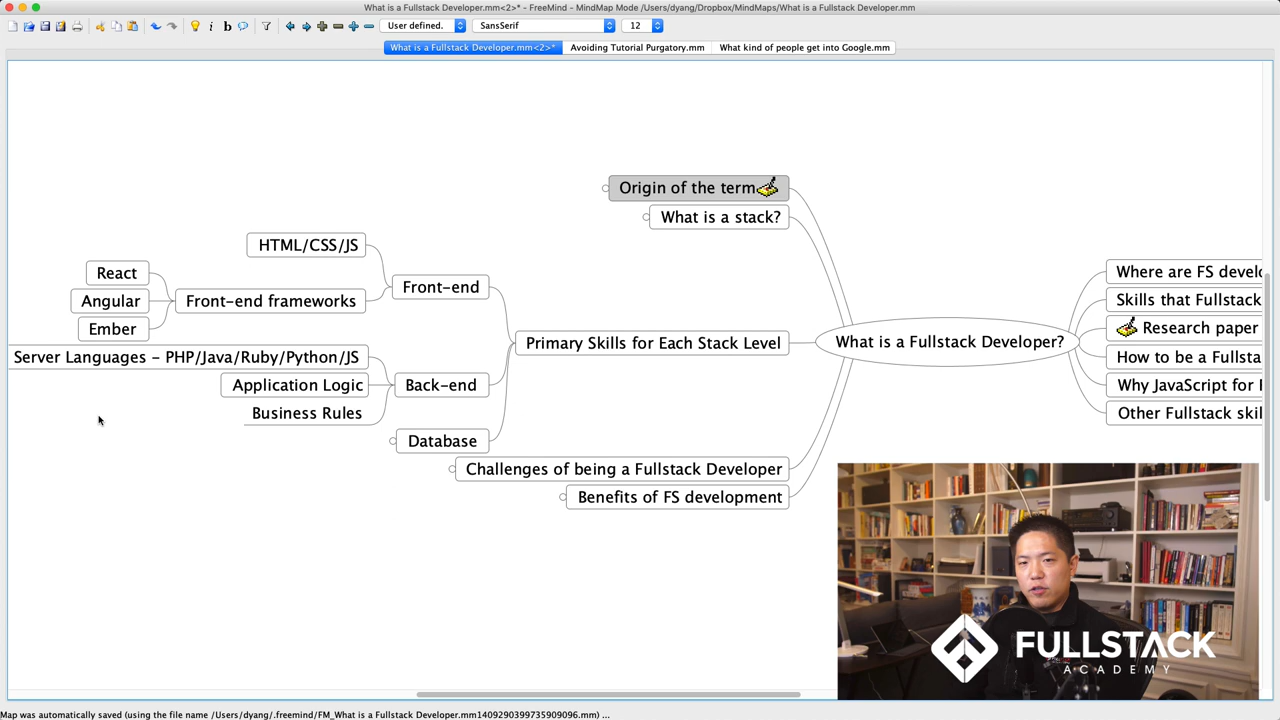 What is a Fullstack Developer.mm<2>* - FreeMind - MindMap Mode /Users/dyang/Dropbox/MindMaps/What is a Fullstack Developer.mm
User defined.
SansSerif
12
What is a Fullstack Developer.mm<2>*
Avoiding Tutorial Purgatory.mm
What kind of people get into Google.mm
Origin of the term
What is a stack?
HTML/CSS/JS
React
Angular
Ember
Front-end frameworks
Front-end
Server Languages - PHP/Java/Ruby/Python/JS
Application Logic
Business Rules
Back-end
Database
Primary Skills for Each Stack Level
Challenges of being a Fullstack Developer
Benefits of FS development
What is a Fullstack Developer?
Where are FS develo
Skills that Fullstack
Research paper
How to be a Fullsta
Why JavaScript for
Other Fullstack skil
FULLSTACK
ACADEMY
Map was automatically saved (using the file name /Users/dyang/.freemind/FM_What is a Fullstack Developer.mm1409290399735909096.mm) ...